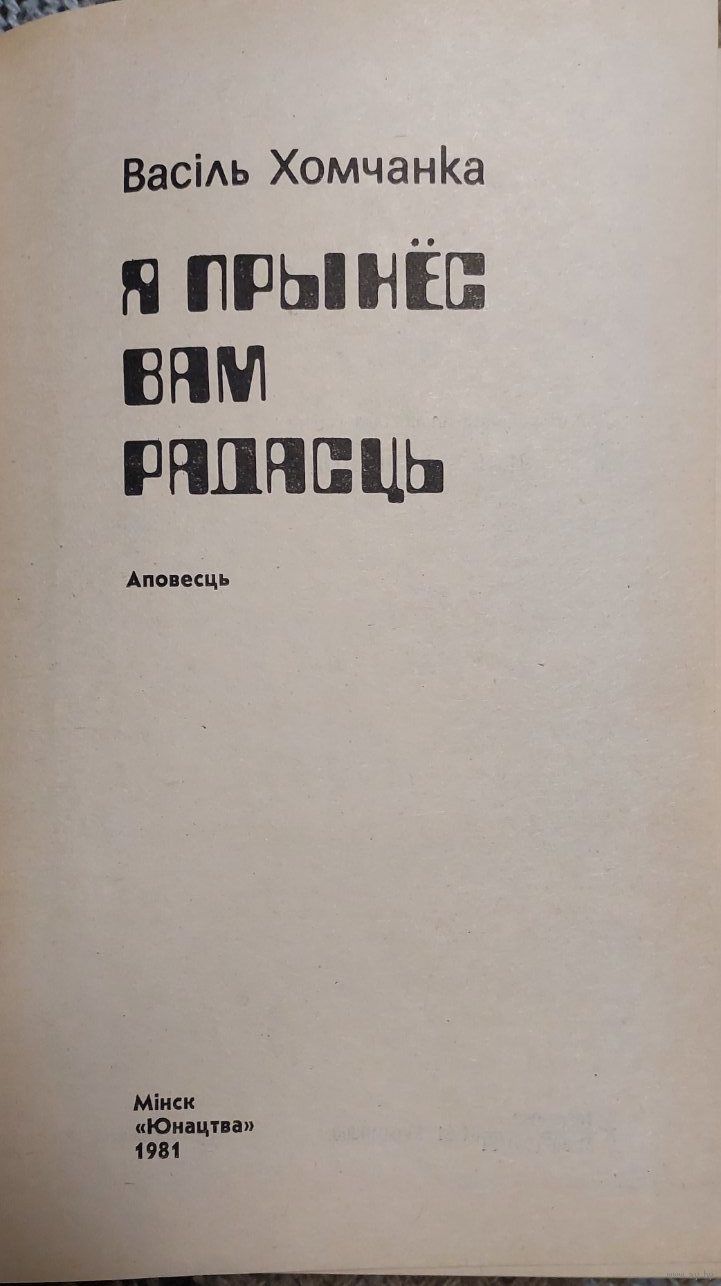 Васіль Хомчанка
Я ПРЫНЁС
ВАМ
РАДАСЦЬ
Аповесць
Мінск
«Юнацтва»
1981